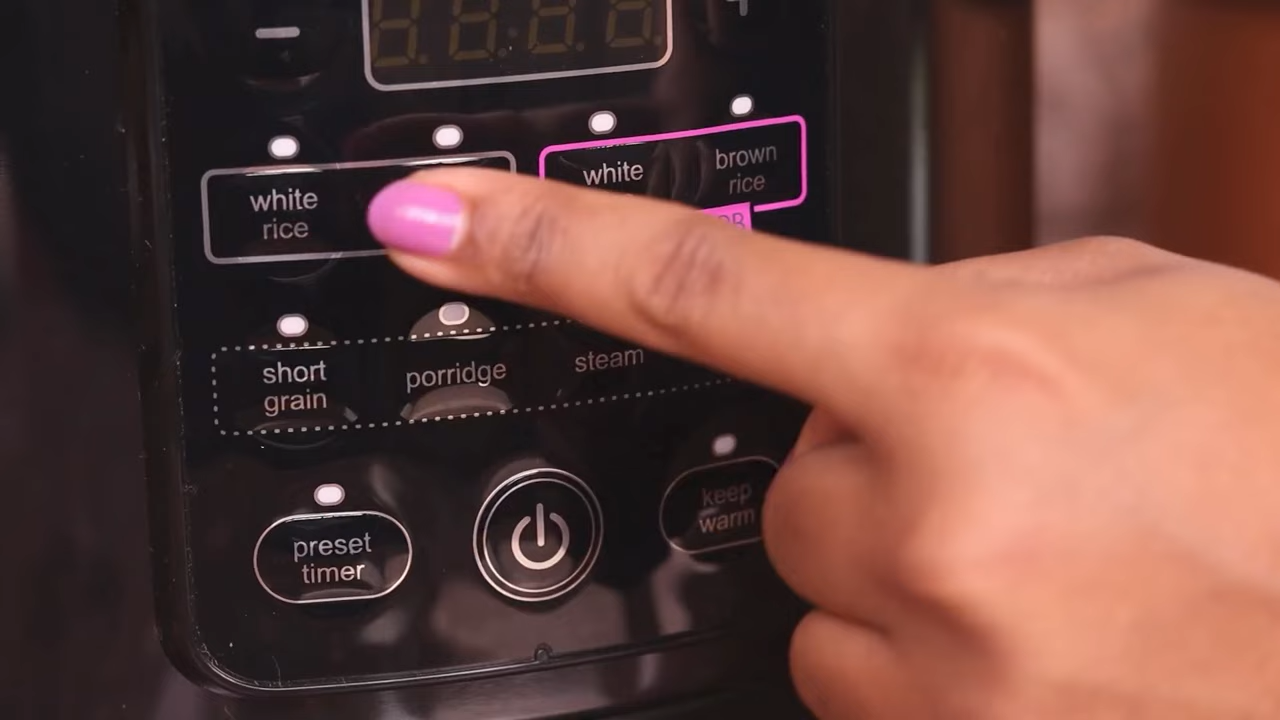 white
rice
white
brown
rice
short
grain
porridge
steam
preset
timer
keep
warm